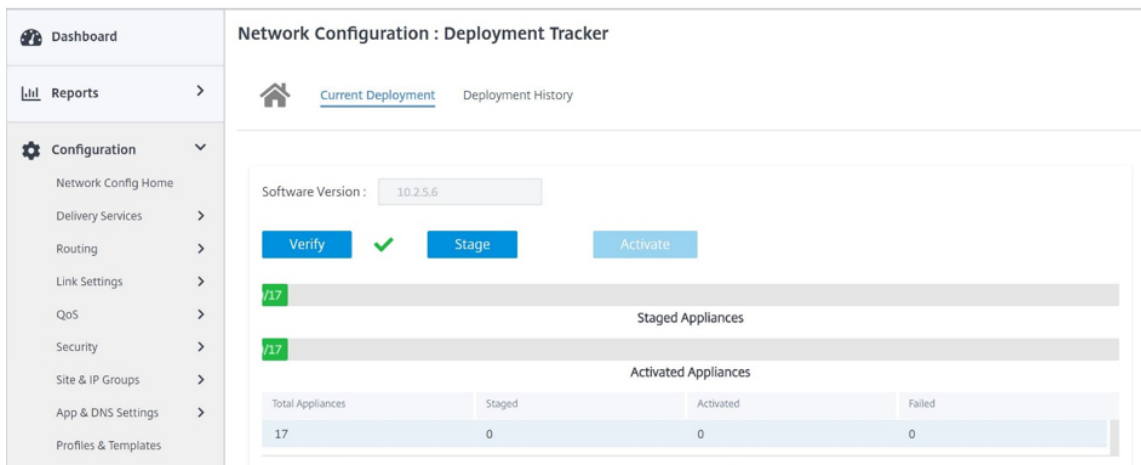 Dashboard
Reports
Configuration
Network Config Home
Delivery Services
Routing
Link Settings
QoS
Security
Site & IP Groups
App & DNS Settings
Profiles & Templates
Network Configuration : Deployment Tracker
Current Deployment Deployment History
Software Version : 10.2.5.6
Verify Stage Activate
/17
Staged Appliances
/17
Activated Appliances
Total Appliances Staged Activated Failed
17 0 0 0